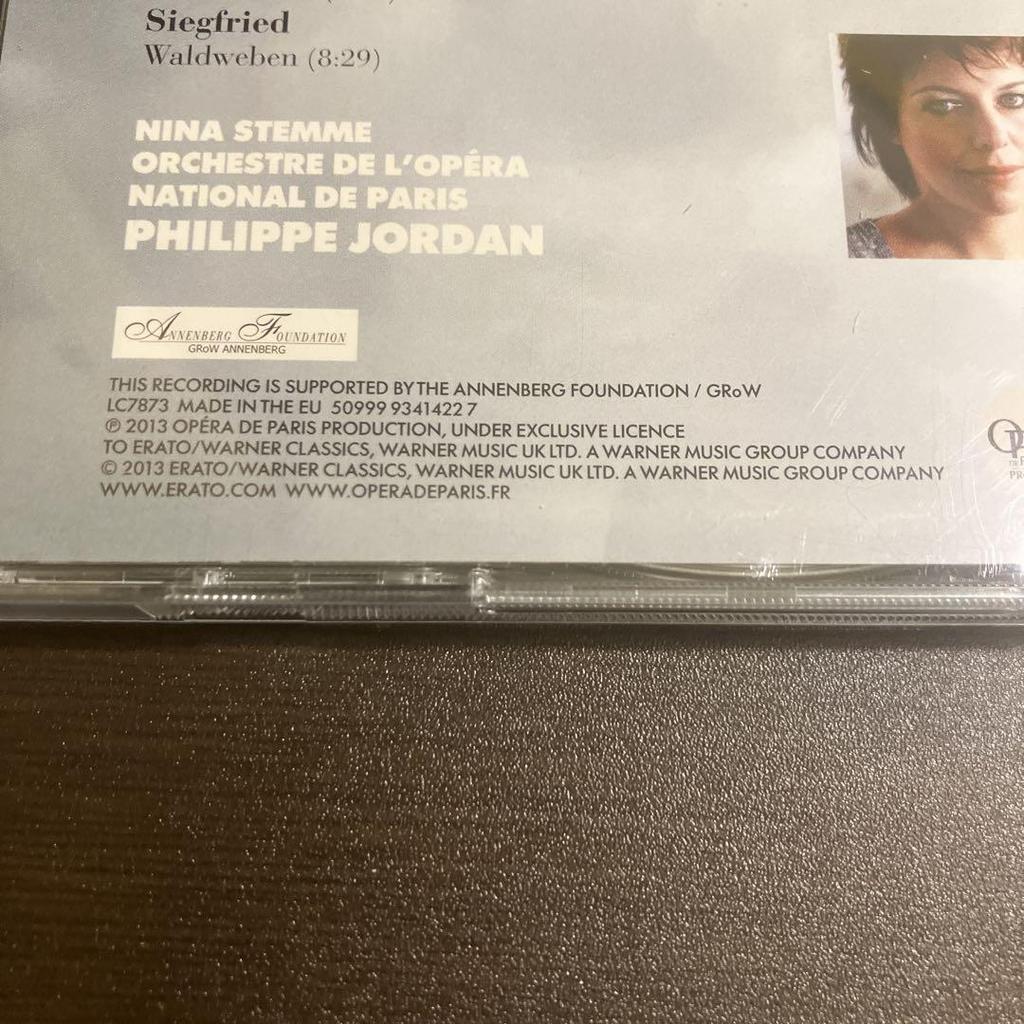 Siegfried
Waldweben (8:29)
NINA STEMME
ORCHESTRE DE L'OPÉRA
NATIONAL DE PARIS
PHILIPPE JORDAN
ANNENBERG FOUNDATION
GROW ANNENBERG
THIS RECORDING IS SUPPORTED BY THE ANNENBERG FOUNDATION / GRoW
LC7873 MADE IN THE EU 50999 9341422 7
℗ 2013 OPÉRA DE PARIS PRODUCTION, UNDER EXCLUSIVE LICENCE
TO ERATO/WARNER CLASSICS, WARNER MUSIC UK LTD. A WARNER MUSIC GROUP COMPANY
© 2013 ERATO/WARNER CLASSICS, WARNER MUSIC UK LTD. A WARNER MUSIC GROUP COMPANY
WWW.ERATO.COM WWW.OPERADEPARIS.FR